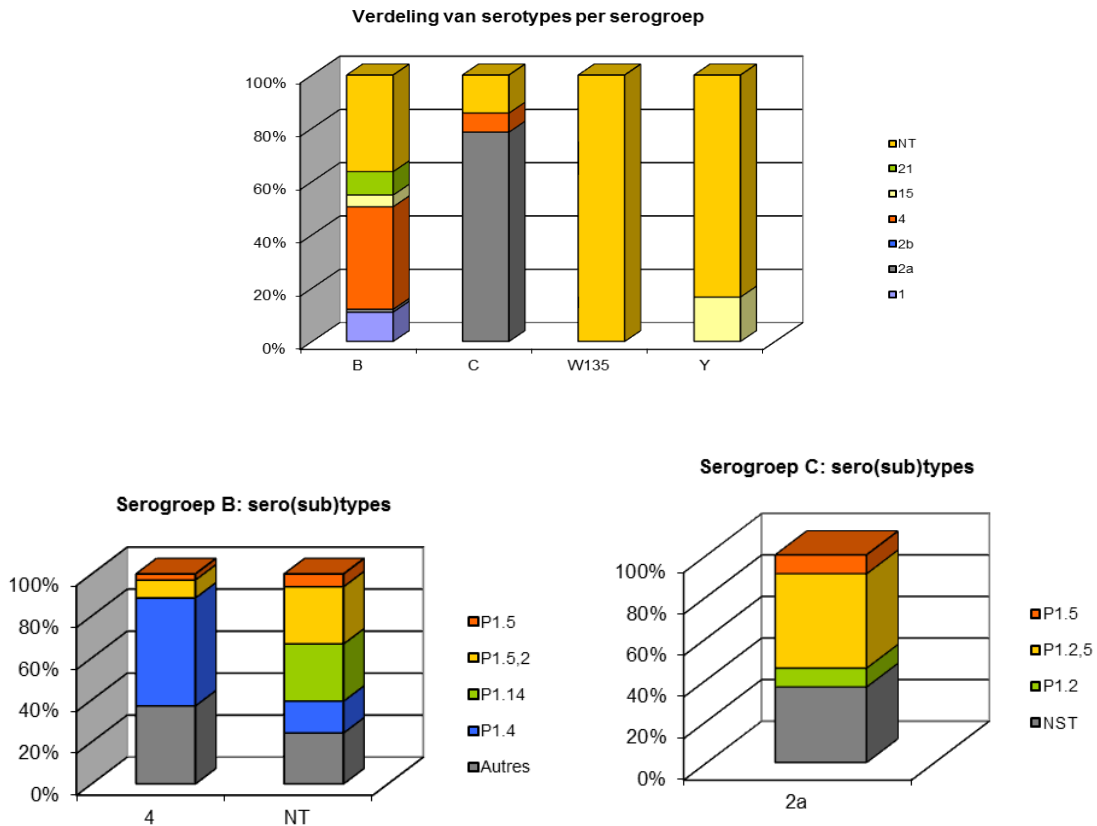 Verdeling van serotypes per serogroep
100%
80%
60%
40%
20%
0%
B C W135 Y
NT
21
15
4
2b
2a
1
Serogroep B: sero(sub)types
100%
80%
60%
40%
20%
0%
4 NT
P1.5
P1.5,2
P1.14
P1.4
Autres
Serogroep C: sero(sub)types
100%
80%
60%
40%
20%
0%
2a
P1.5
P1.2,5
P1.2
NST